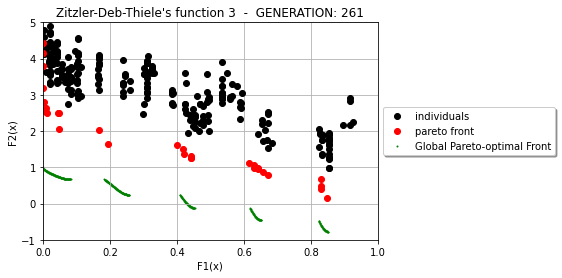 Zitzler-Deb-Thiele's function 3  -  GENERATION: 261
5
4
3
2
1
0
−1
F2(x)
0.0 0.2 0.4 0.6 0.8 1.0
F1(x)
individuals
pareto front
Global Pareto-optimal Front